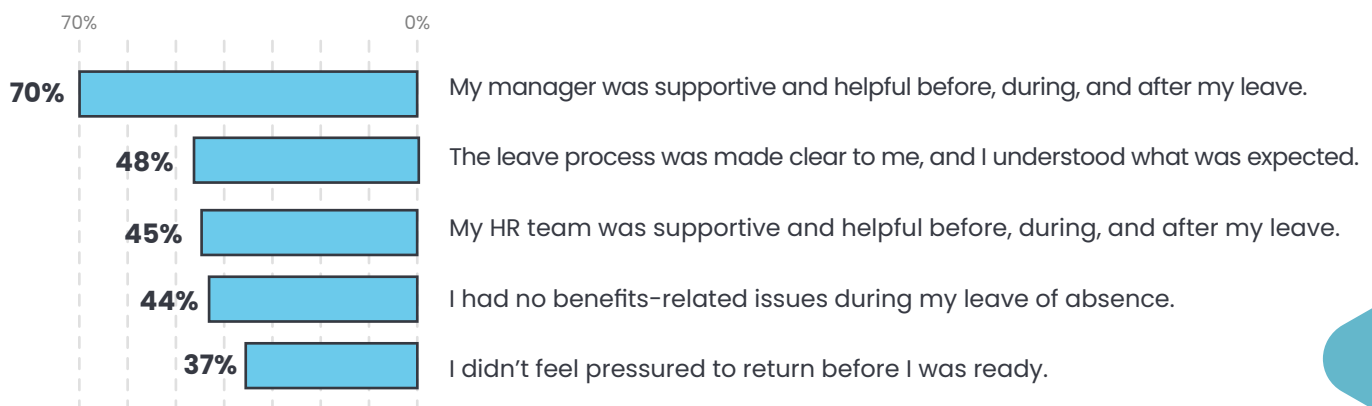 70% 0%
70% My manager was supportive and helpful before, during, and after my leave.
48% The leave process was made clear to me, and I understood what was expected.
45% My HR team was supportive and helpful before, during, and after my leave.
44% I had no benefits-related issues during my leave of absence.
37% I didn’t feel pressured to return before I was ready.